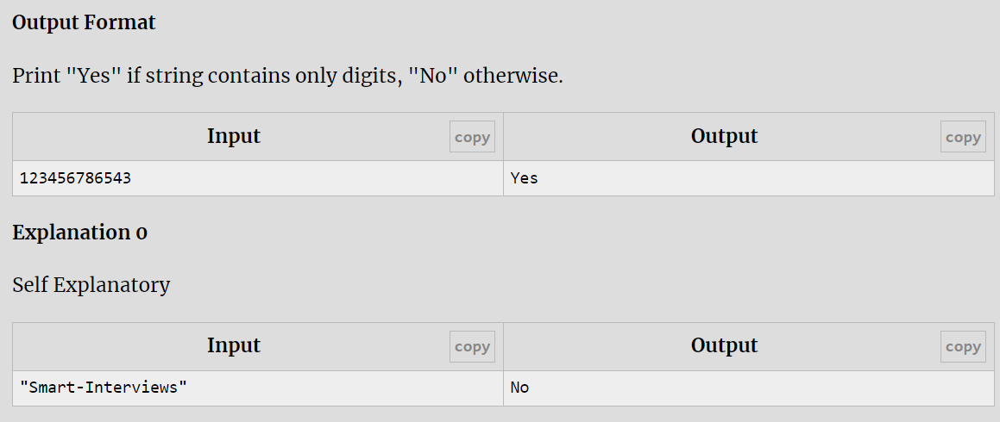 Output Format
Print "Yes" if string contains only digits, "No" otherwise.
Input copy Output copy
123456786543 Yes
Explanation 0
Self Explanatory
Input copy Output copy
"Smart-Interviews" No